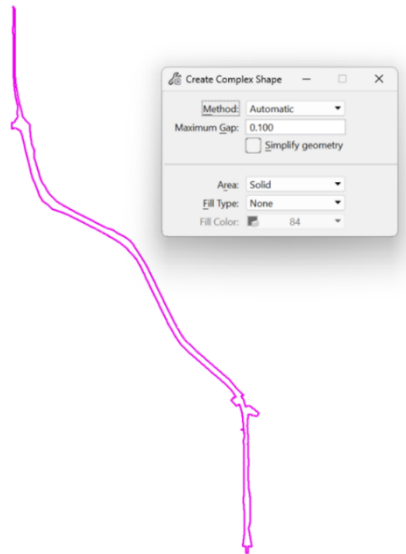 Create Complex Shape
Method: Automatic
Maximum Gap: 0.100
Simplify geometry
Area: Solid
Fill Type: None
Fill Color: 84